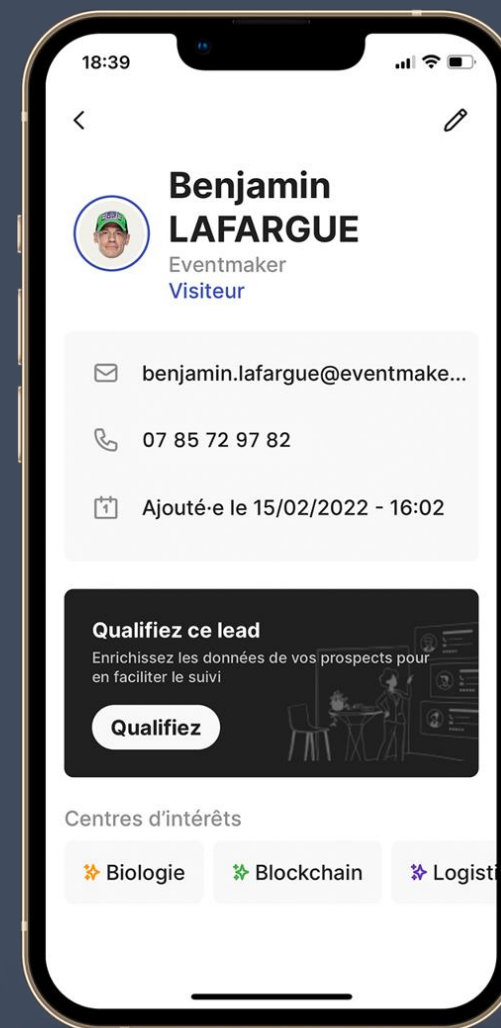 18:39
Benjamin
LAFARGUE
Eventmaker
Visiteur
benjamin.lafargue@eventmake...
07 85 72 97 82
1
Ajouté·e le 15/02/2022 - 16:02
Qualifiez ce lead
Enrichissez les données de vos prospects pour
en faciliter le suivi
Qualifiez
Centres d'intérêts
Biologie
Blockchain
Logisti